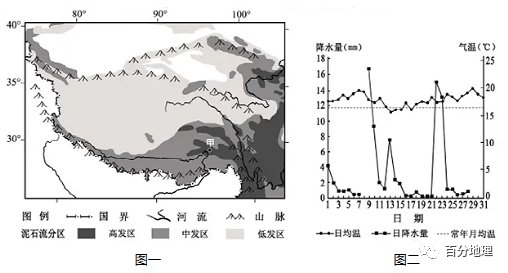 80° 90° 100°
40°
35°
30°
甲
图 例 国 界 河 流 山 脉
泥石流分区 高发区 中发区 低发区
图一
降水量(mm) 气温(℃)
18
16
14
12
10
8
6
4
2
0
25
20
15
10
5
0
1 3 5 7 9 11 13 15 17 19 21 23 25 27 29 31
日 期
日均温 日降水量 常年月均温
图二
百分地理